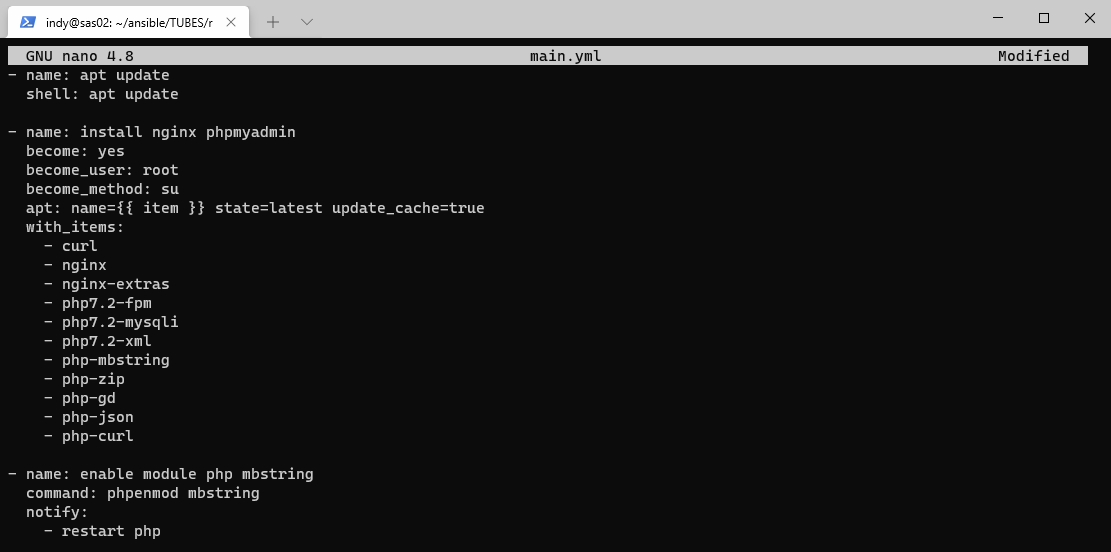 indy@sas02: ~/ansible/TUBES/r
GNU nano 4.8 main.yml Modified
- name: apt update
  shell: apt update

- name: install nginx phpmyadmin
  become: yes
  become_user: root
  become_method: su
  apt: name={{ item }} state=latest update_cache=true
  with_items:
    - curl
    - nginx
    - nginx-extras
    - php7.2-fpm
    - php7.2-mysqli
    - php7.2-xml
    - php-mbstring
    - php-zip
    - php-gd
    - php-json
    - php-curl

- name: enable module php mbstring
  command: phpenmod mbstring
  notify:
    - restart php